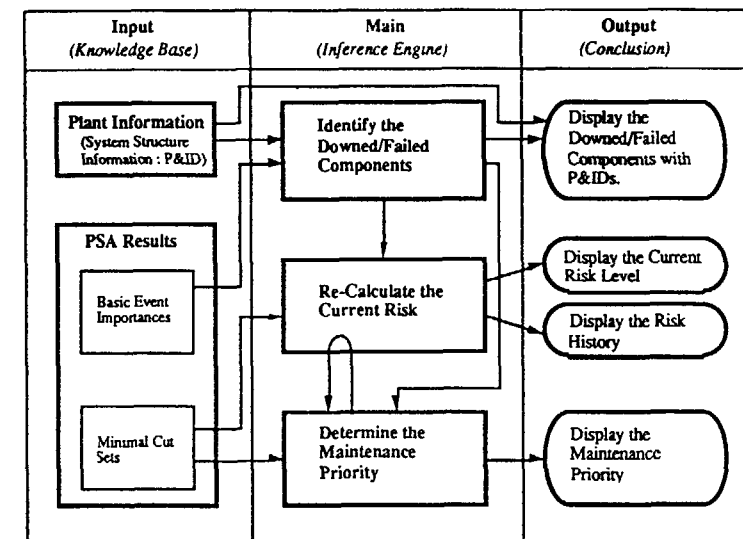 Input
(Knowledge Base)
Main
(Inference Engine)
Output
(Conclusion)
Plant Information
(System Structure
Information : P&ID)
Identify the
Downed/Failed
Components
Display the
Downed/Failed
Components with
P&IDs.
PSA Results
Basic Event
Importances
Re-Calculate the
Current Risk
Display the Current
Risk Level
Display the Risk
History
Minimal Cut
Sets
Determine the
Maintenance
Priority
Display the
Maintenance
Priority